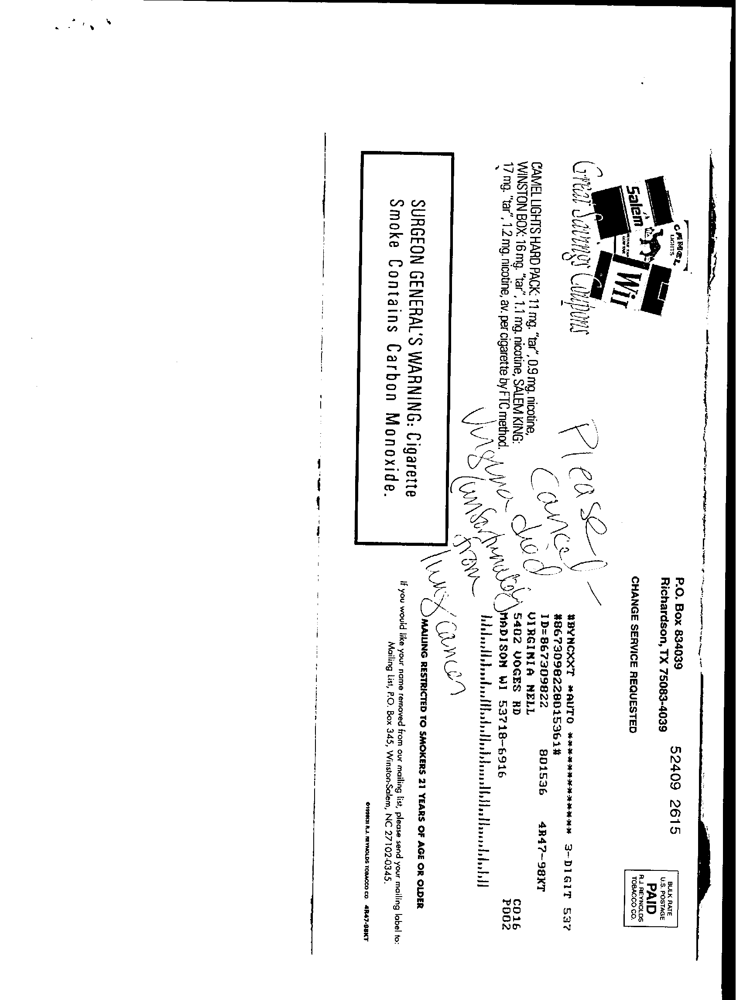 P.O. Box 834039
Richardson, TX 75083-4039
52409 2615
BULK RATE
U.S. POSTAGE
PAID
R.J. REYNOLDS
TOBACCO CO.
CHANGE SERVICE REQUESTED
CAMEL
LIGHTS
Salem
Win
Great Savings Coupons
Please
Cancel -
Virginia died
(unfortunately)
from
lung cancer
#BYNCXXT *AUTO ************** 3-DIGIT 537
#8673098228015361#
ID=867309822 801536 4R47-98KT
VIRGINIA NELL
5402 VOGES RD C016
MADISON WI 53718-6916 P002
CAMEL LIGHTS HARD PACK: 11 mg. "tar", 0.9 mg. nicotine,
WINSTON BOX: 16 mg. "tar", 1.1 mg. nicotine, SALEM KING:
17 mg. "tar", 1.2 mg. nicotine, av. per cigarette by FTC method.
SURGEON GENERAL'S WARNING: Cigarette
Smoke Contains Carbon Monoxide.
MAILING RESTRICTED TO SMOKERS 21 YEARS OF AGE OR OLDER
If you would like your name removed from our mailing list, please send your mailing label to:
Mailing List, P.O. Box 345, Winston-Salem, NC 27102-0345.
R.J. REYNOLDS TOBACCO CO 4R47-98KT